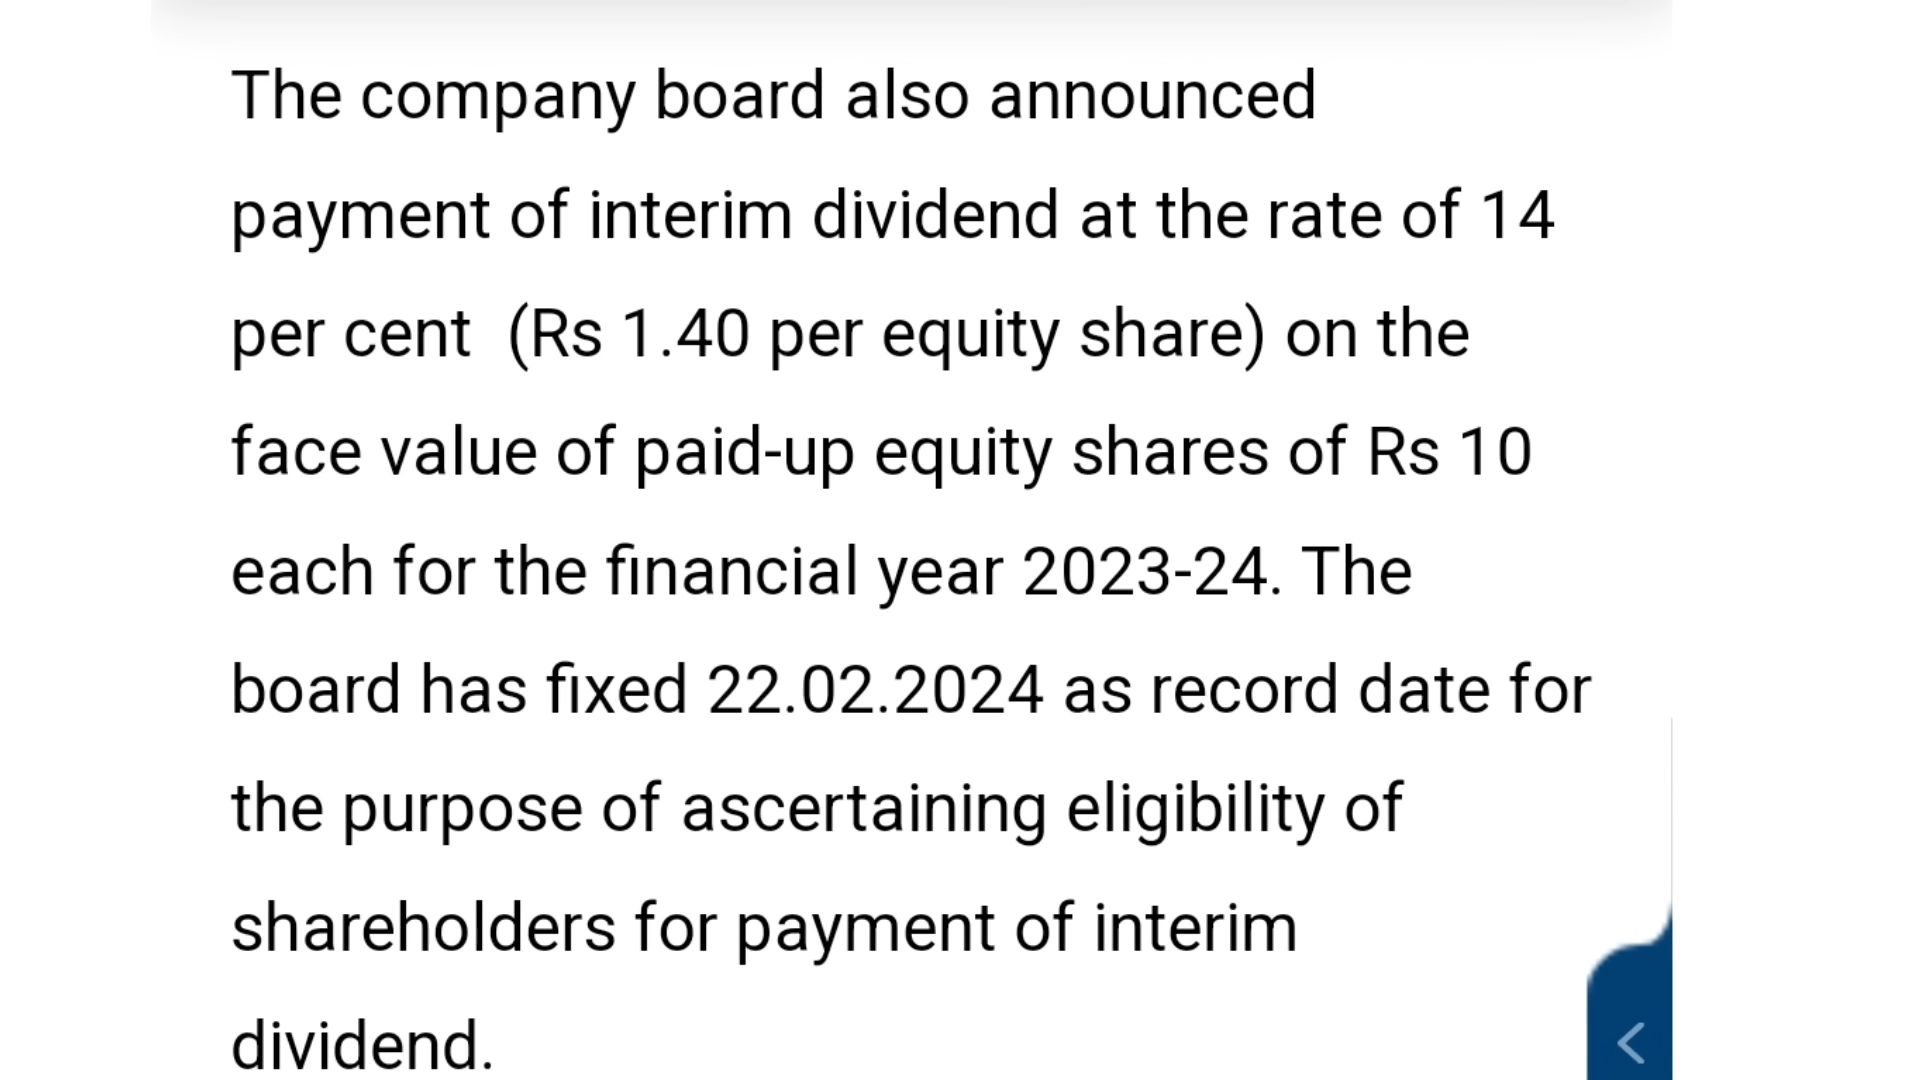 The company board also announced
payment of interim dividend at the rate of 14
per cent  (Rs 1.40 per equity share) on the
face value of paid-up equity shares of Rs 10
each for the financial year 2023-24. The
board has fixed 22.02.2024 as record date for
the purpose of ascertaining eligibility of
shareholders for payment of interim
dividend.